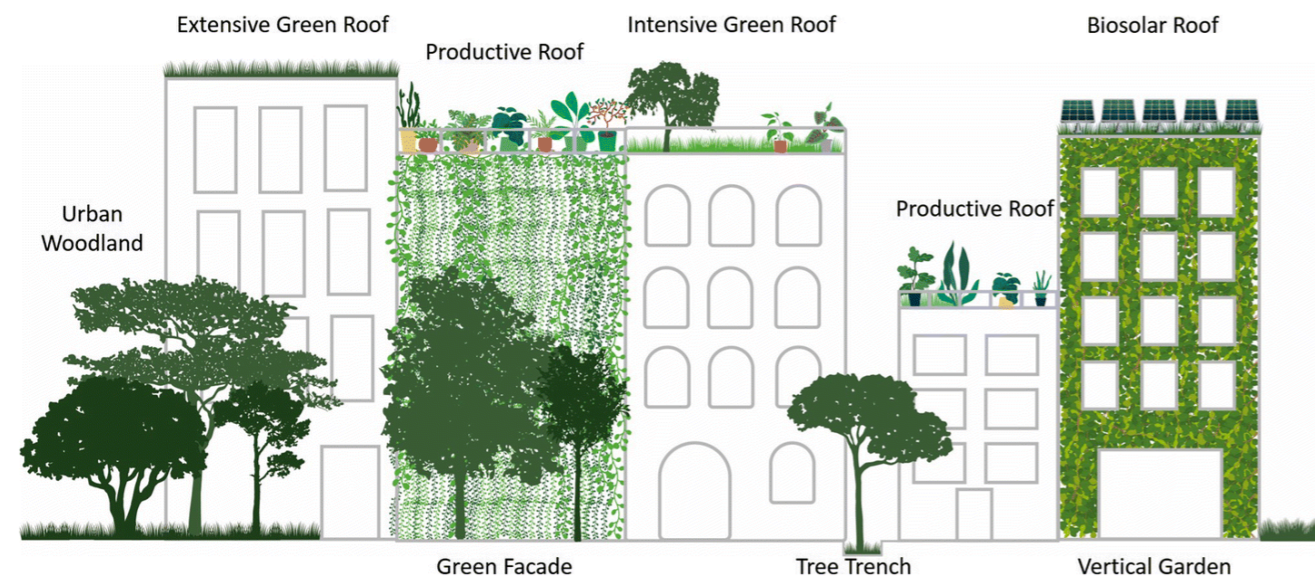 Extensive Green Roof
Productive Roof
Intensive Green Roof
Biosolar Roof
Urban
Woodland
Productive Roof
Green Facade
Tree Trench
Vertical Garden